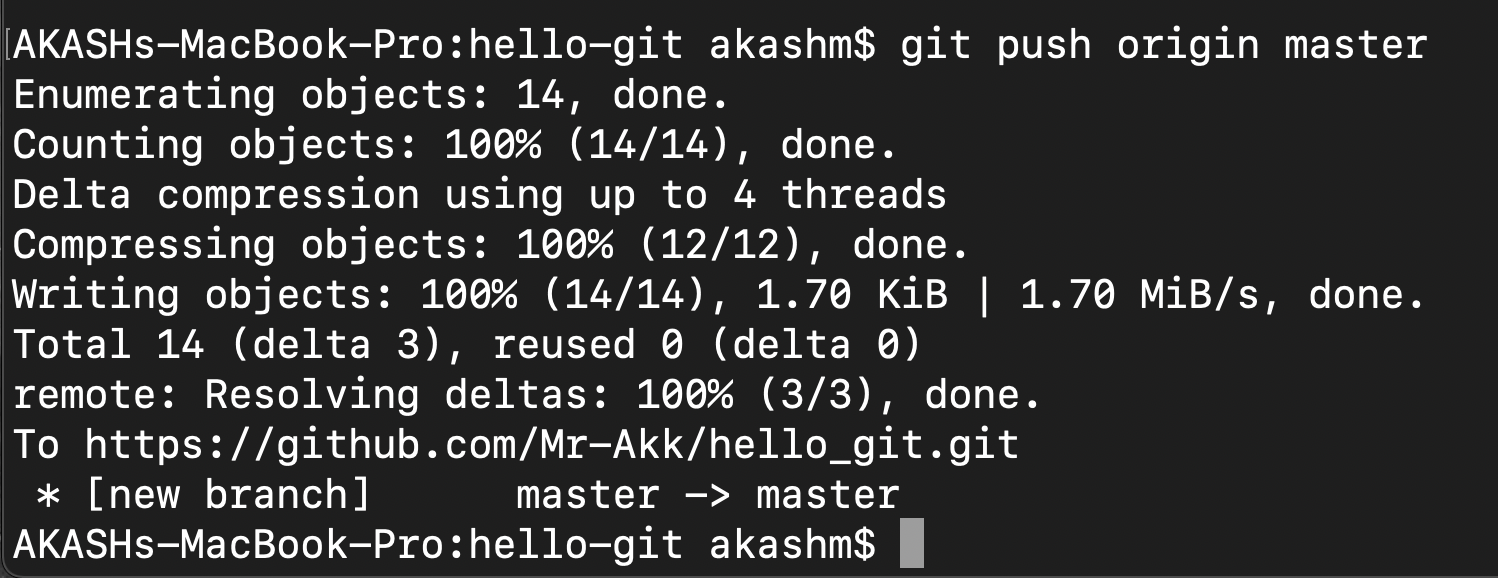 [AKASHs-MacBook-Pro:hello-git akashm$ git push origin master
Enumerating objects: 14, done.
Counting objects: 100% (14/14), done.
Delta compression using up to 4 threads
Compressing objects: 100% (12/12), done.
Writing objects: 100% (14/14), 1.70 KiB | 1.70 MiB/s, done.
Total 14 (delta 3), reused 0 (delta 0)
remote: Resolving deltas: 100% (3/3), done.
To https://github.com/Mr-Akk/hello_git.git
 * [new branch]      master -> master
AKASHs-MacBook-Pro:hello-git akashm$